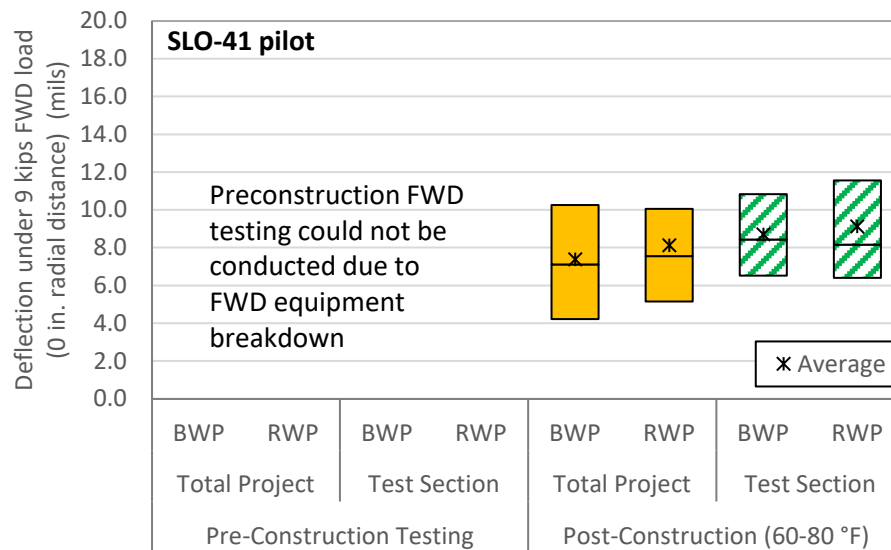 Deflection under 9 kips FWD load
(0 in. radial distance) (mils)
20.0
18.0
16.0
14.0
12.0
10.0
8.0
6.0
4.0
2.0
0.0
SLO-41 pilot
Preconstruction FWD
testing could not be
conducted due to
FWD equipment
breakdown
Average
BWP RWP BWP RWP BWP RWP BWP RWP
Total Project Test Section Total Project Test Section
Pre-Construction Testing Post-Construction (60-80 °F)